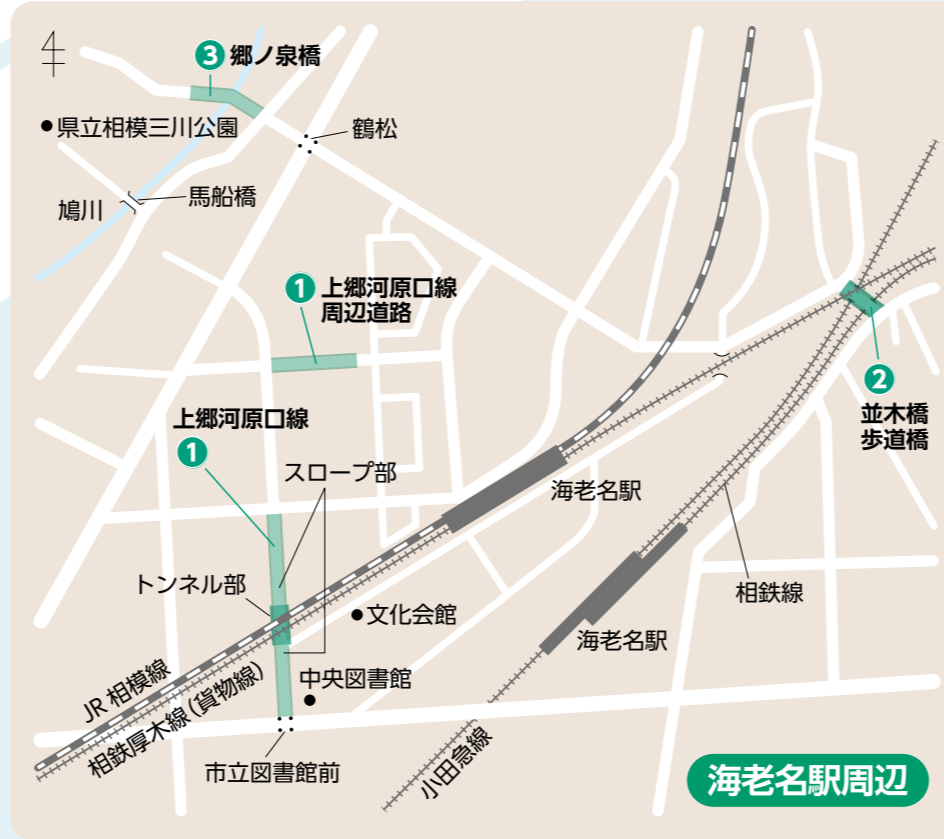 3 郷ノ泉橋
県立相模三川公園
鶴松
馬船橋
鳩川
1 上郷河原口線
周辺道路
2
並木橋
歩道橋
上郷河原口線
1
スロープ部
海老名駅
トンネル部
文化会館
相鉄線
海老名駅
中央図書館
JR相模線
相鉄厚木線(貨物線)
市立図書館前
小田急線
海老名駅周辺